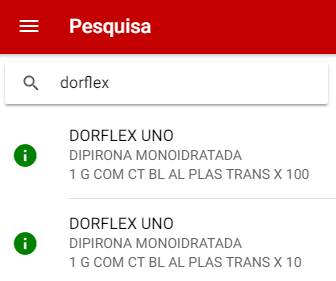 Pesquisa
dorflex
DORFLEX UNO
DIPIRONA MONOIDRATADA
1 G COM CT BL AL PLAS TRANS X 100
DORFLEX UNO
DIPIRONA MONOIDRATADA
1 G COM CT BL AL PLAS TRANS X 10